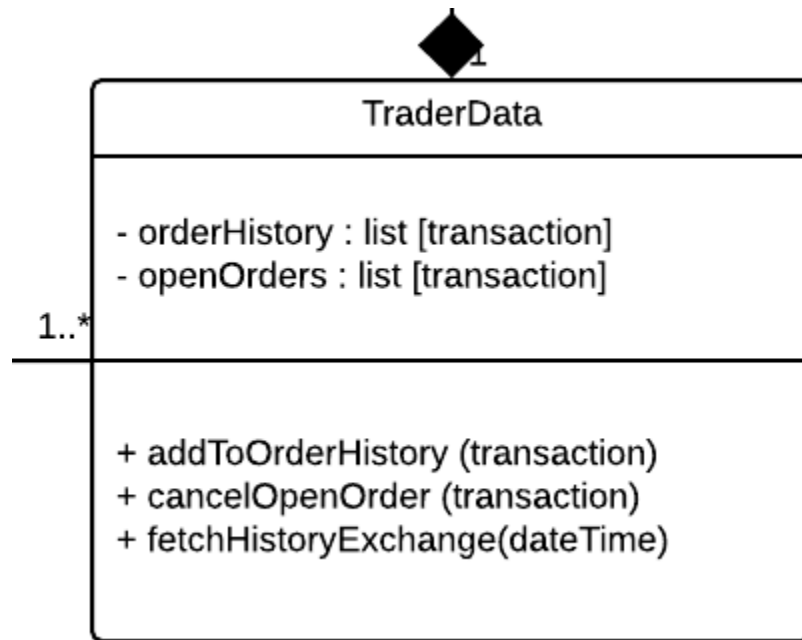 1
TraderData
- orderHistory : list [transaction]
- openOrders : list [transaction]
1..*
+ addToOrderHistory (transaction)
+ cancelOpenOrder (transaction)
+ fetchHistoryExchange(dateTime)